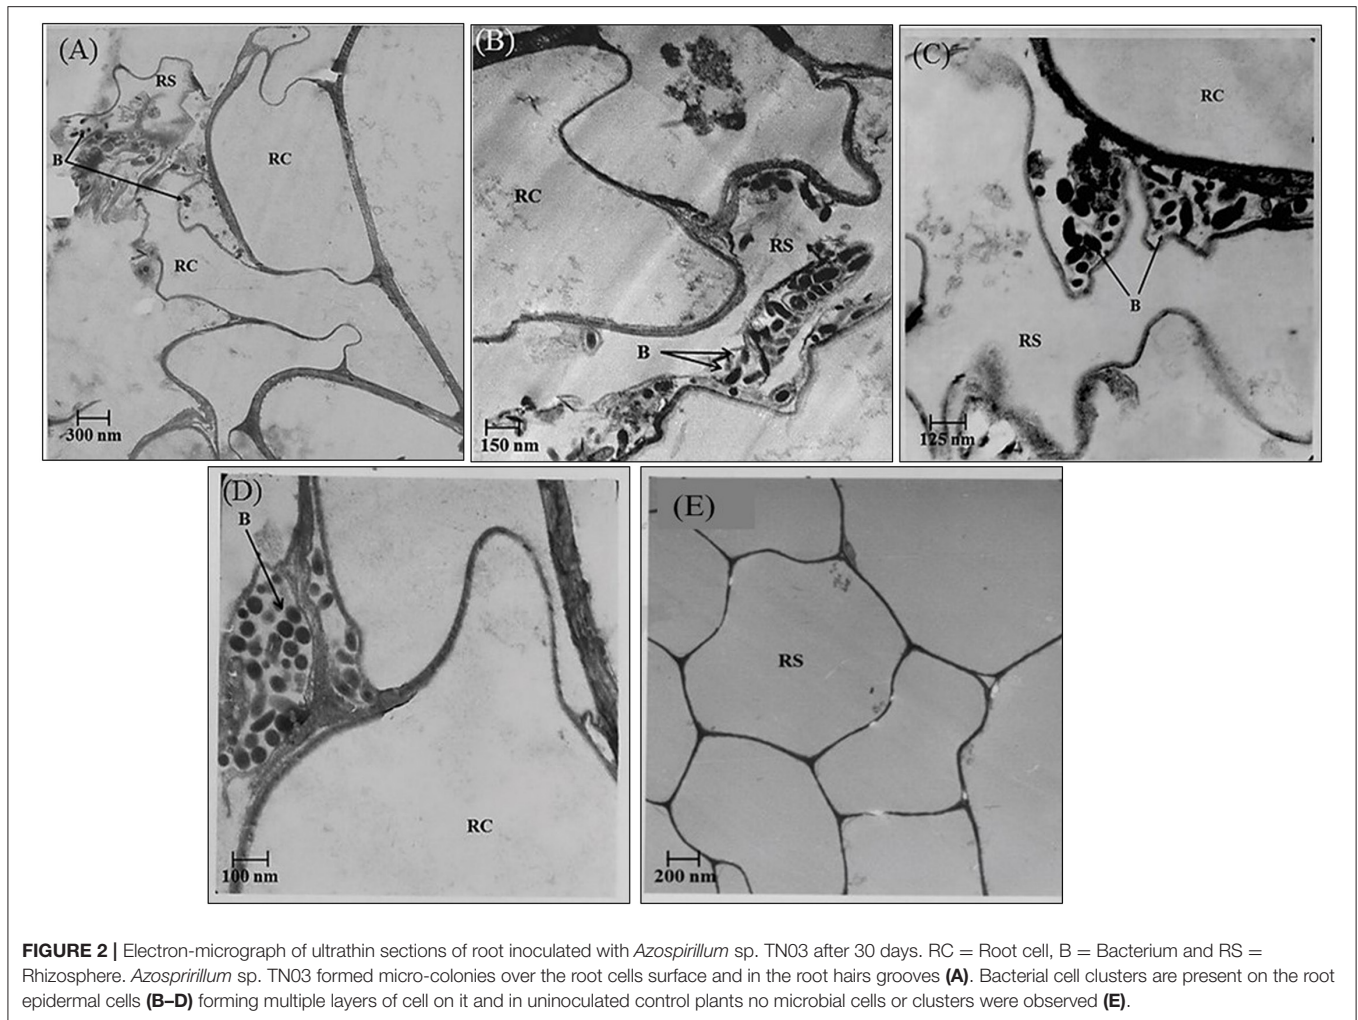 (A)
RS
B
RC
RC
300 nm
(B)
RC
RS
B
150 nm
(C)
RC
B
RS
125 nm
(D)
B
RC
100 nm
(E)
RS
200 nm
FIGURE 2 | Electron-micrograph of ultrathin sections of root inoculated with Azospirillum sp. TN03 after 30 days. RC = Root cell, B = Bacterium and RS =
Rhizosphere. Azospririllum sp. TN03 formed micro-colonies over the root cells surface and in the root hairs grooves (A). Bacterial cell clusters are present on the root
epidermal cells (B–D) forming multiple layers of cell on it and in uninoculated control plants no microbial cells or clusters were observed (E).